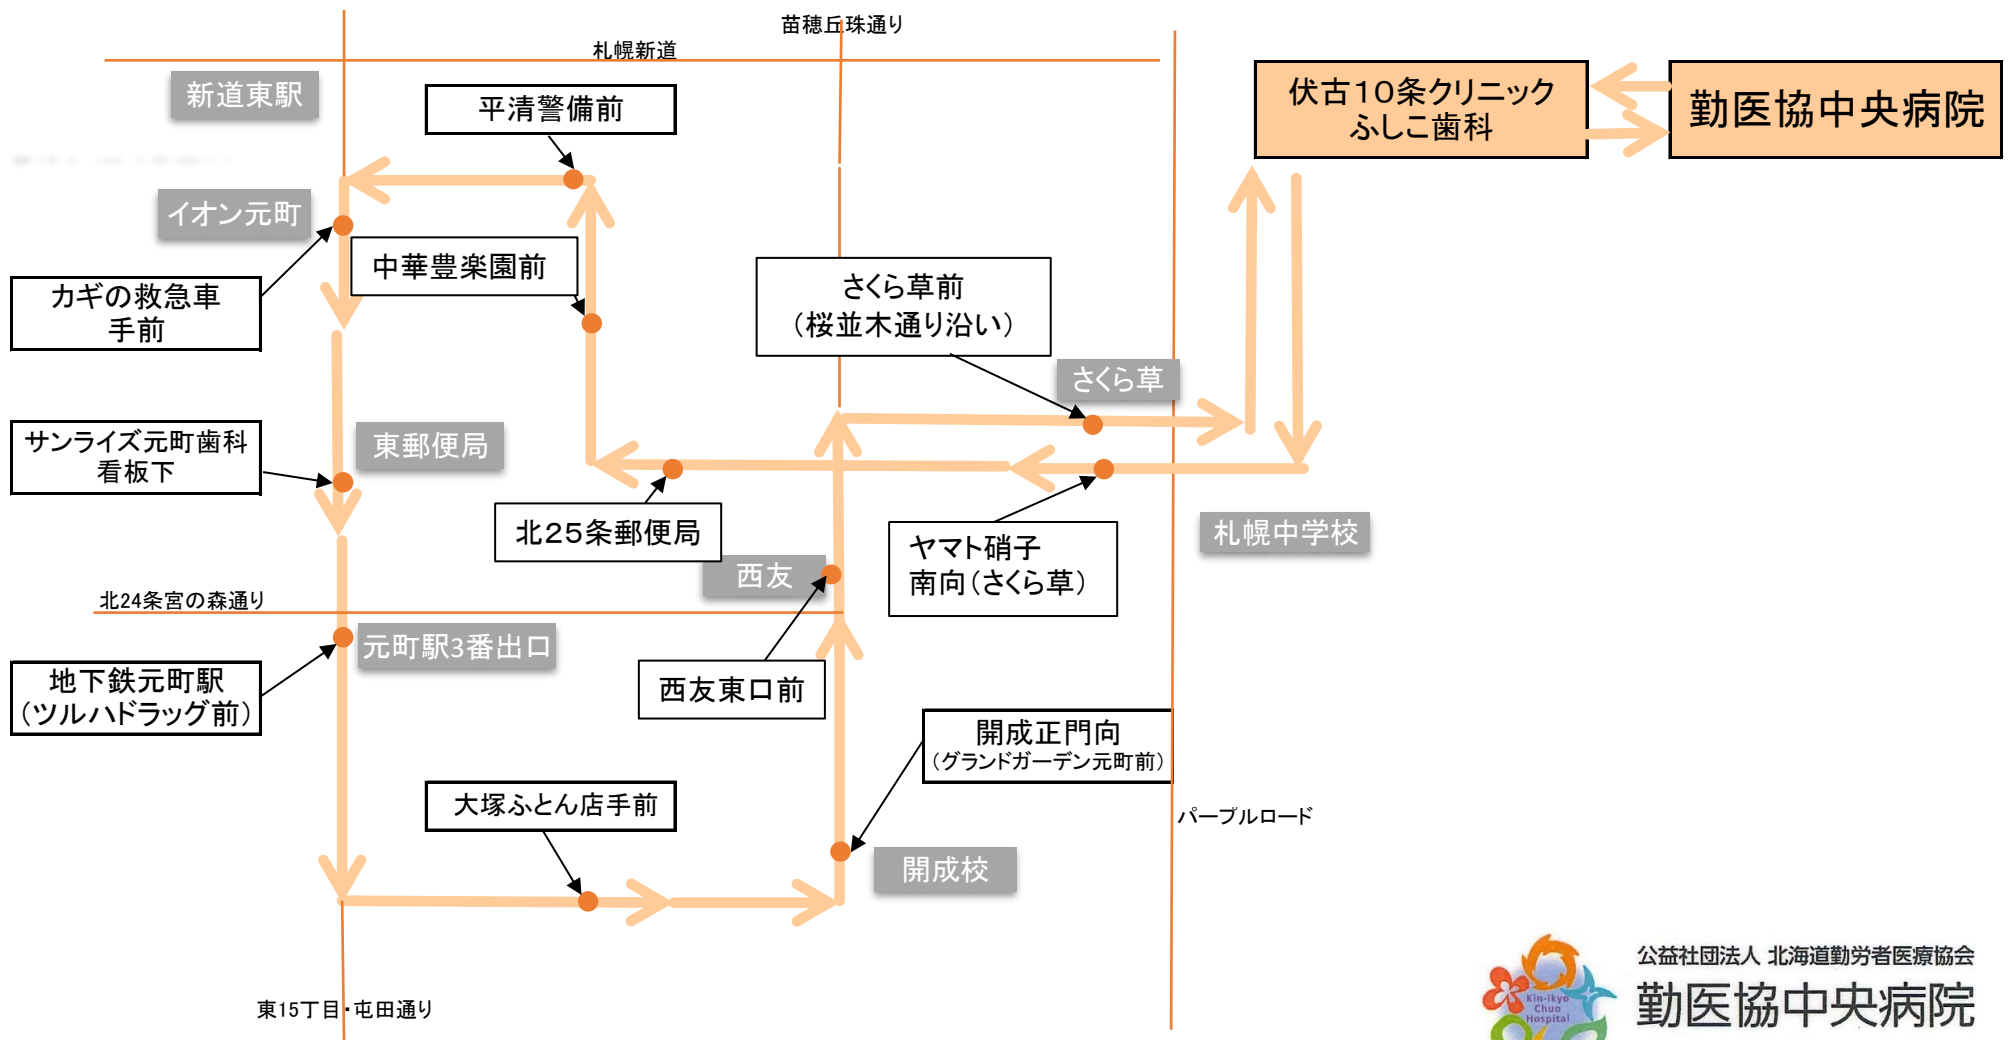 苗穂丘珠通り
札幌新道
新道東駅
平清警備前
伏古10条クリニック
ふしこ歯科
勤医協中央病院
イオン元町
中華豊楽園前
カギの救急車
手前
さくら草前
（桜並木通り沿い）
さくら草
サンライズ元町歯科
看板下
東郵便局
北25条郵便局
ヤマト硝子
南向（さくら草）
札幌中学校
西友
北24条宮の森通り
元町駅3番出口
地下鉄元町駅
（ツルハドラッグ前）
西友東口前
開成正門向
（グランドガーデン元町前）
大塚ふとん店手前
パープルロード
開成校
東15丁目・屯田通り
公益社団法人 北海道勤労者医療協会
勤医協中央病院
Kin-ikyo
Chuo
Hospital